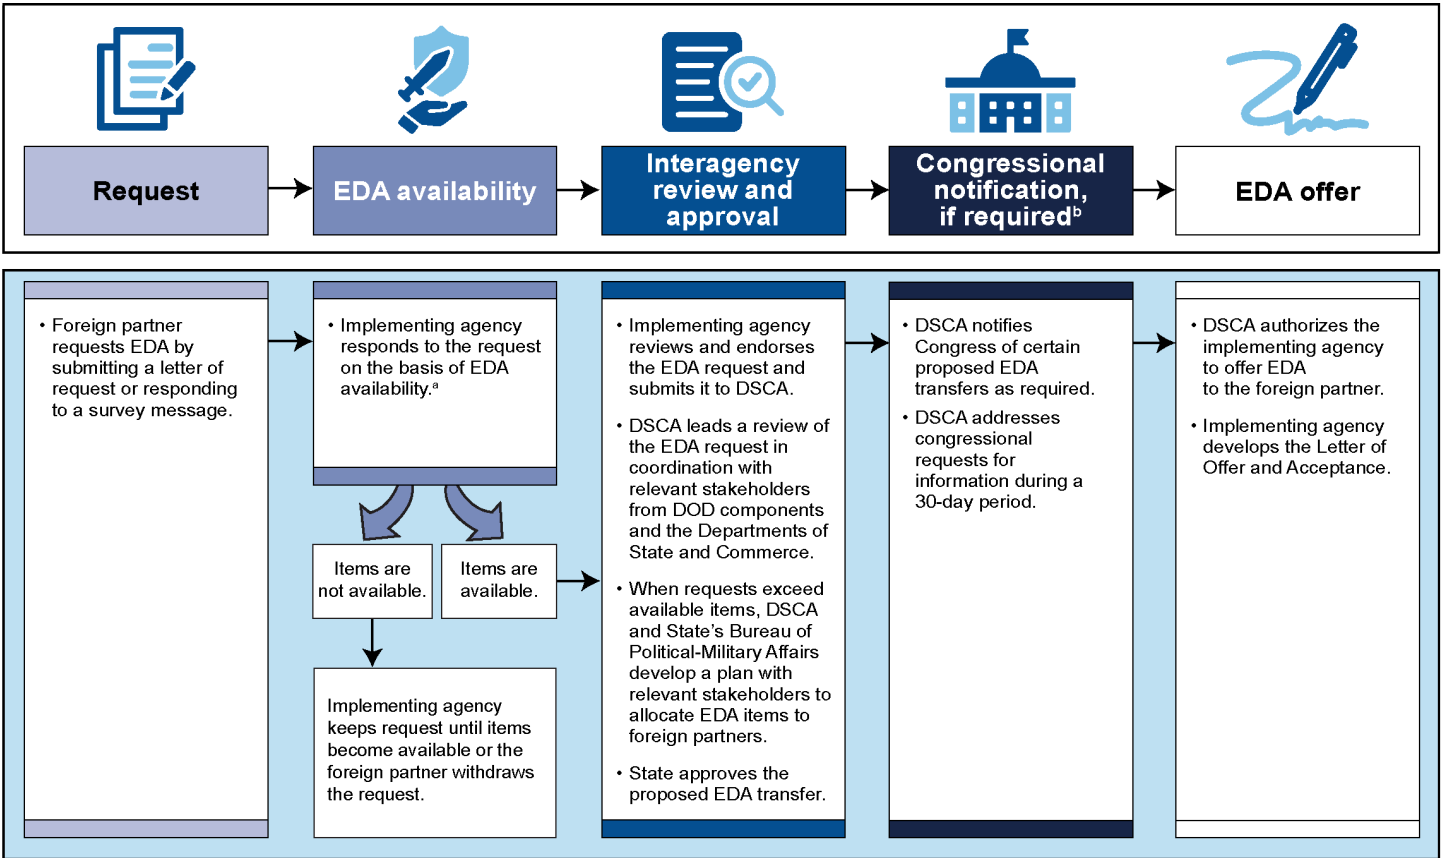 Request
EDA availability
Interagency
review and
approval
Congressional
notification,
if requiredᵇ
EDA offer
• Foreign partner
requests EDA by
submitting a letter of
request or responding
to a survey message.
• Implementing agency
responds to the request
on the basis of EDA
availability.ᵃ
Items are
not available.
Items are
available.
Implementing agency
keeps request until items
become available or the
foreign partner withdraws
the request.
• Implementing agency
reviews and endorses
the EDA request and
submits it to DSCA.
• DSCA leads a review of
the EDA request in
coordination with
relevant stakeholders
from DOD components
and the Departments of
State and Commerce.
• When requests exceed
available items, DSCA
and State’s Bureau of
Political-Military Affairs
develop a plan with
relevant stakeholders to
allocate EDA items to
foreign partners.
• State approves the
proposed EDA transfer.
• DSCA notifies
Congress of certain
proposed EDA
transfers as required.
• DSCA addresses
congressional
requests for
information during a
30-day period.
• DSCA authorizes the
implementing agency
to offer EDA
to the foreign partner.
• Implementing agency
develops the Letter of
Offer and Acceptance.